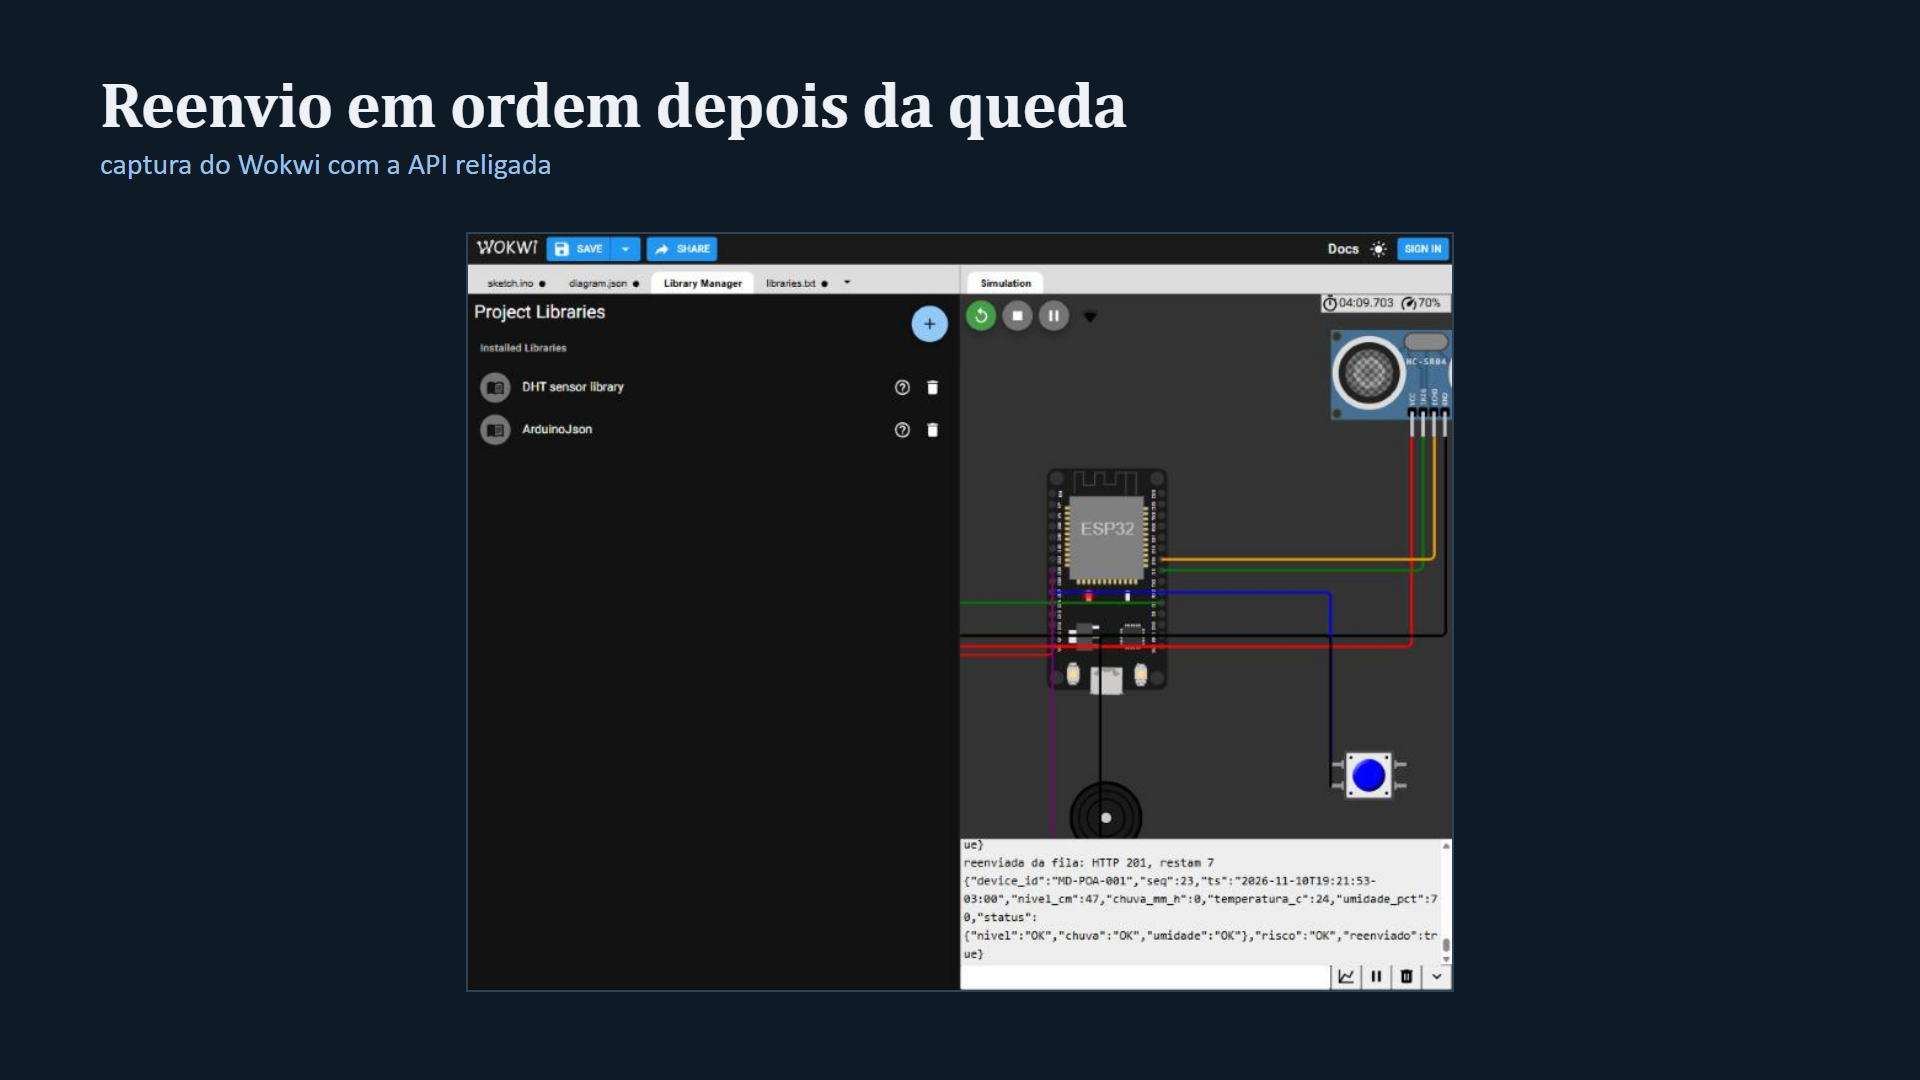 Reenvio em ordem depois da queda
captura do Wokwi com a API religada
WOKWi SAVE SHARE Docs SIGN IN
sketch.ino diagram.json Library Manager libraries.txt
Simulation
Project Libraries
04:09.703 70%
Installed Libraries
DHT sensor library
ArduinoJson
HC-SR04
VCC TRIG ECHO GND
ESP32
ue}
reenviada da fila: HTTP 201, restam 7
{"device_id":"MD-POA-001","seq":23,"ts":"2026-11-10T19:21:53-
03:00","nivel_cm":47,"chuva_mm_h":0,"temperatura_c":24,"umidade_pct":7
0,"status":
{"nivel":"OK","chuva":"OK","umidade":"OK"},"risco":"OK","reenviado":tr
ue}